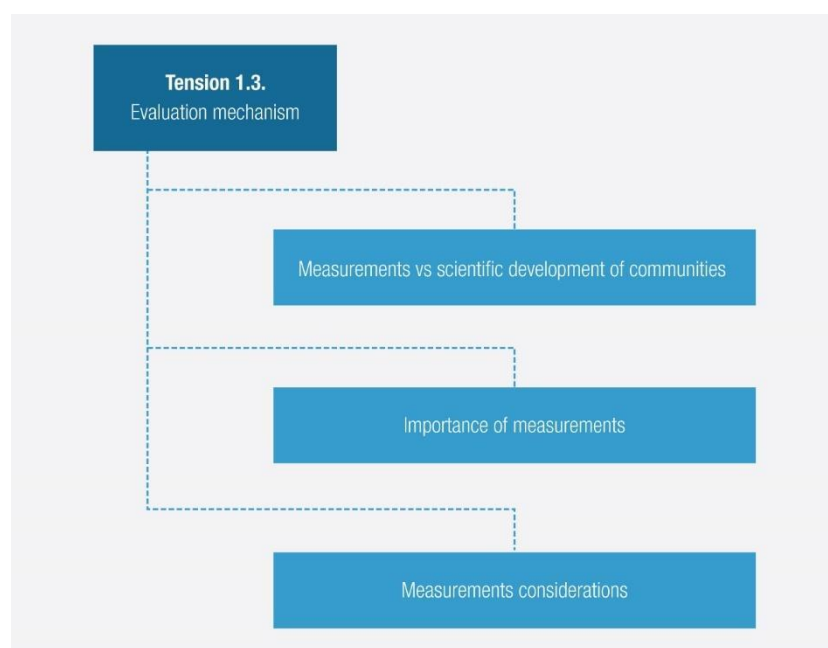 Tension 1.3.
Evaluation mechanism
Measurements vs scientific development of communities
Importance of measurements
Measurements considerations